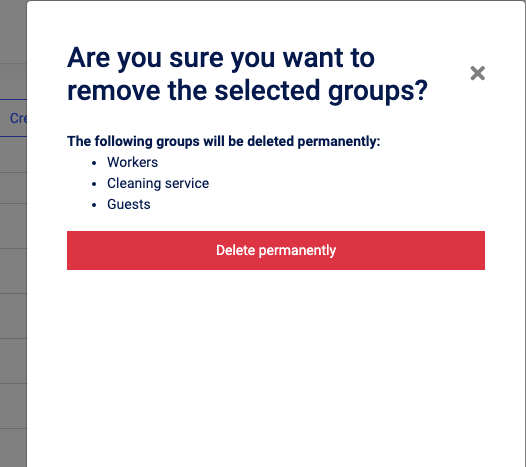 Are you sure you want to
remove the selected groups?
Cre
The following groups will be deleted permanently:
• Workers
• Cleaning service
• Guests
Delete permanently